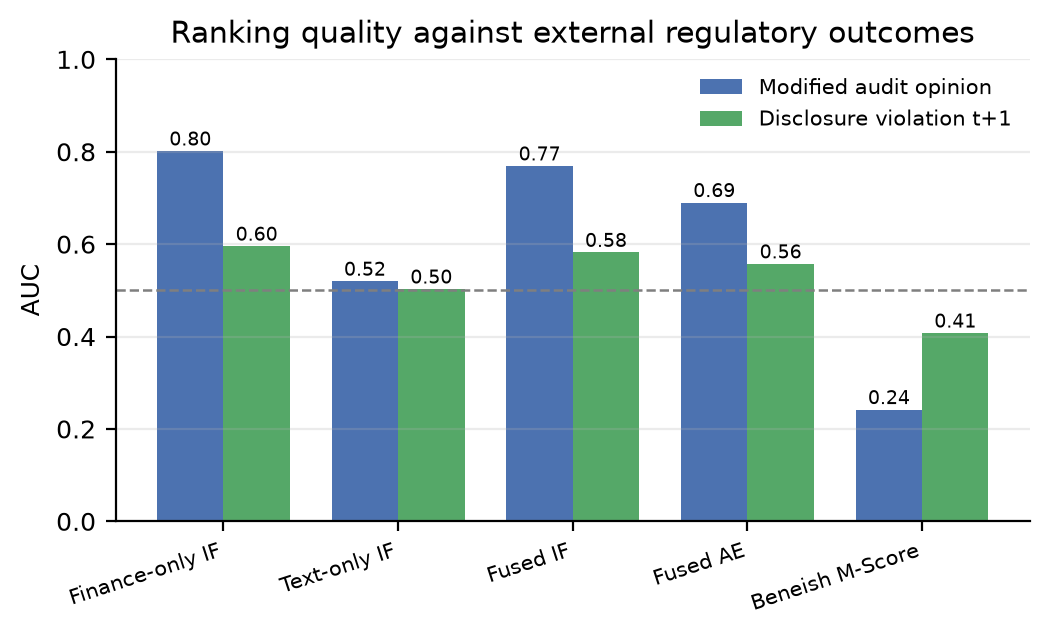 Ranking quality against external regulatory outcomes
Modified audit opinion
Disclosure violation t+1
AUC
1.0
0.8
0.6
0.4
0.2
0.0
0.80
0.60
0.52
0.50
0.77
0.58
0.69
0.56
0.24
0.41
Finance-only IF
Text-only IF
Fused IF
Fused AE
Beneish M-Score